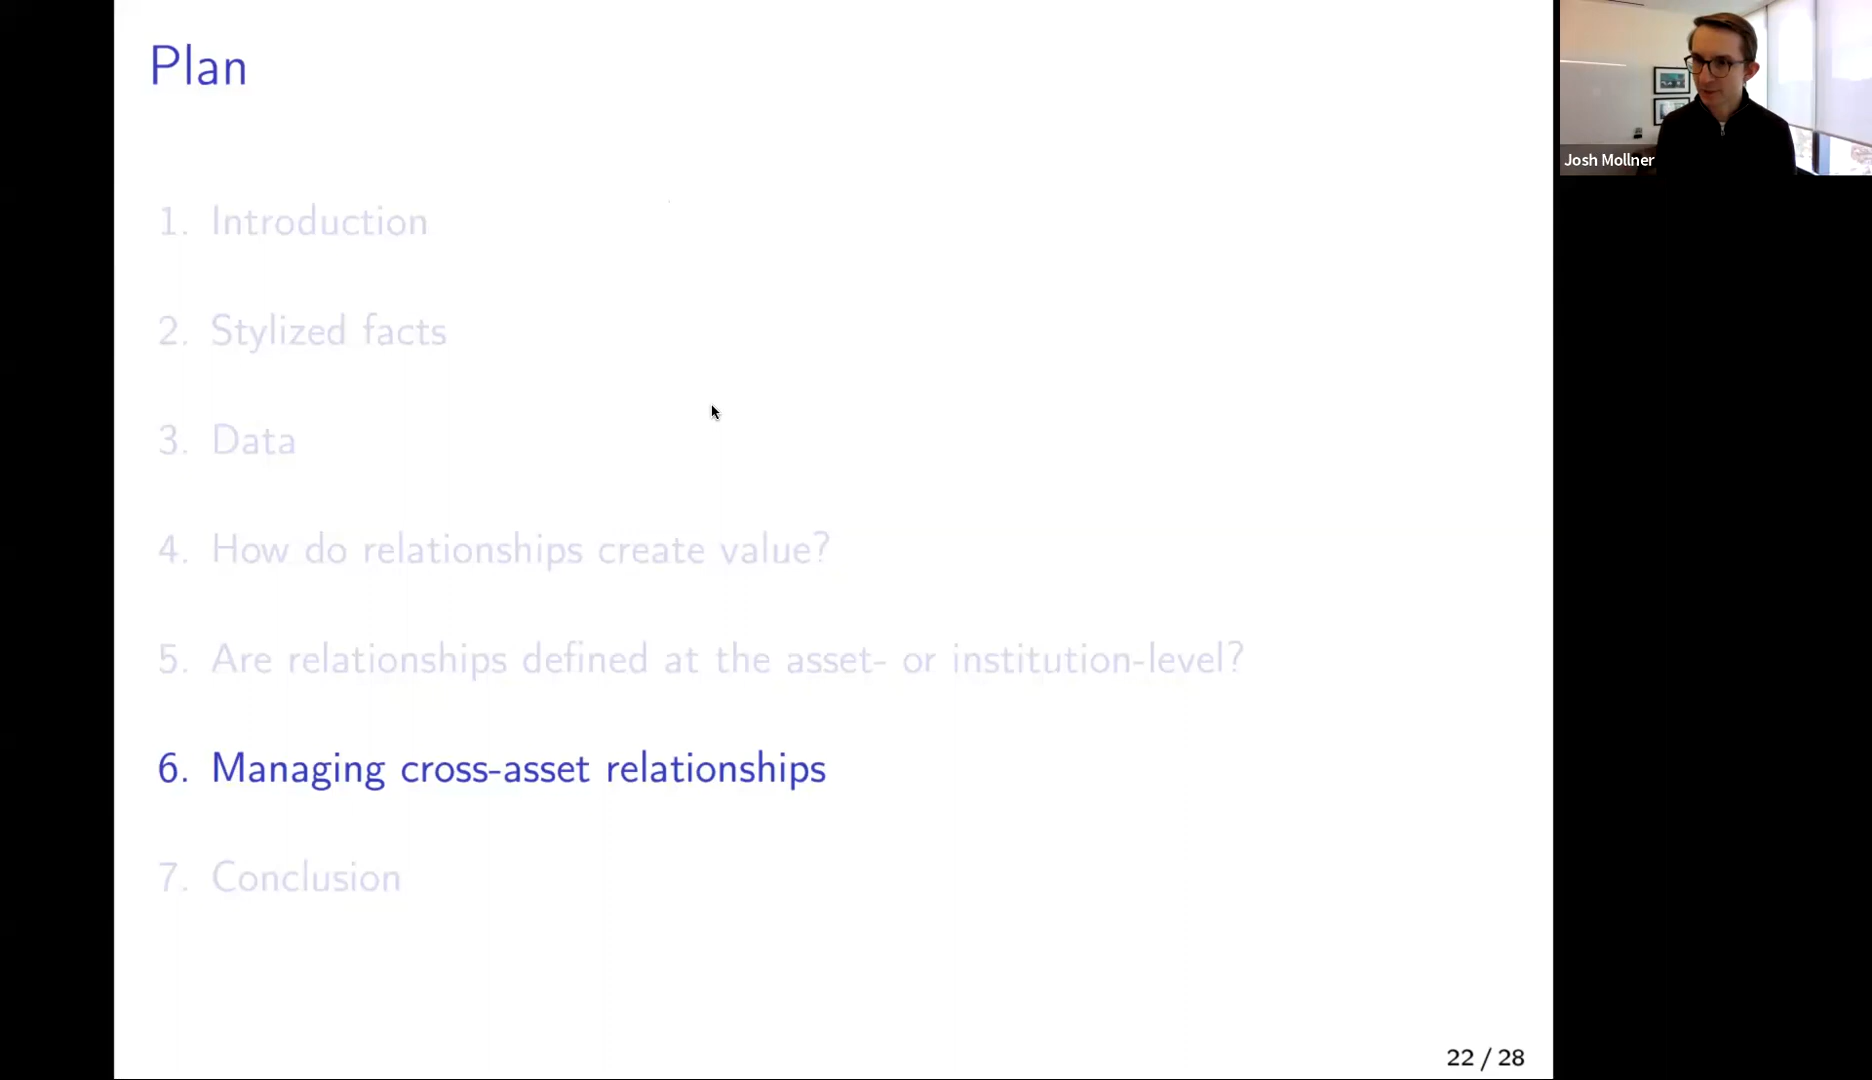 Plan
1. Introduction
2. Stylized facts
3. Data
4. How do relationships create value?
5. Are relationships defined at the asset- or institution-level?
6. Managing cross-asset relationships
7. Conclusion
22 / 28
Josh Mollner